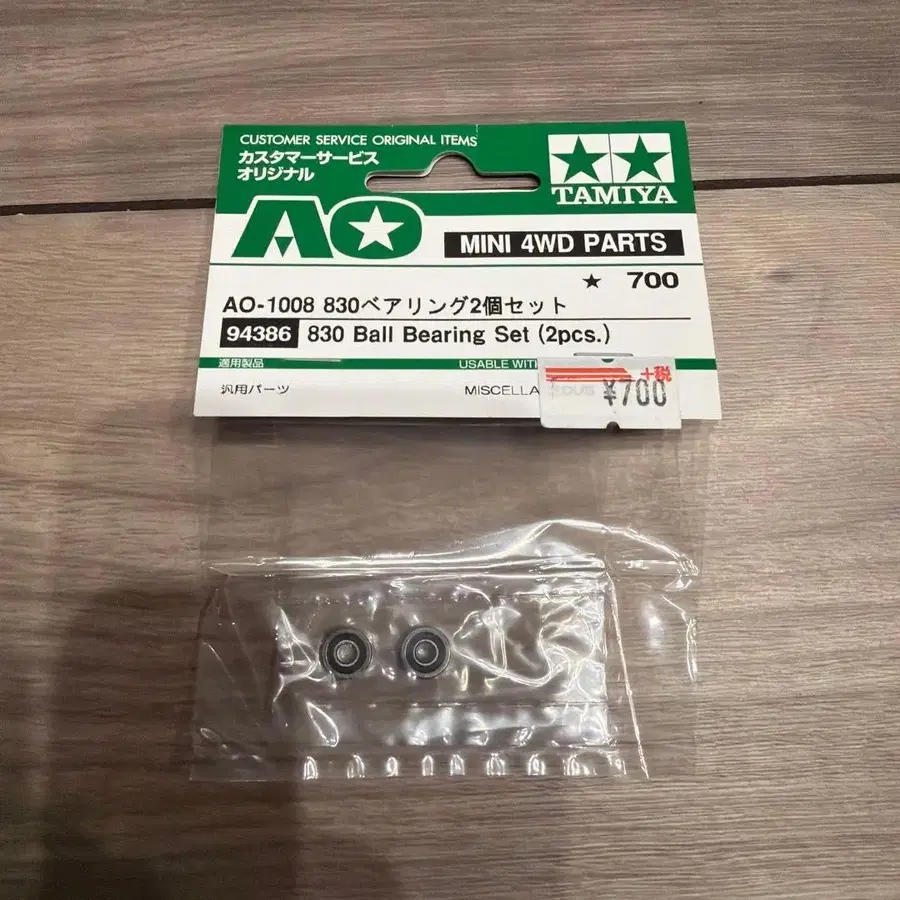 CUSTOMER SERVICE ORIGINAL ITEMS
カスタマーサービス
オリジナル
TAMIYA
AO
MINI 4WD PARTS
★ 700
AO-1008 830ベアリング2個セット
94386 830 Ball Bearing Set (2pcs.)
適用製品
USABLE WITH
汎用パーツ
MISCELLANEOUS
+税
¥700